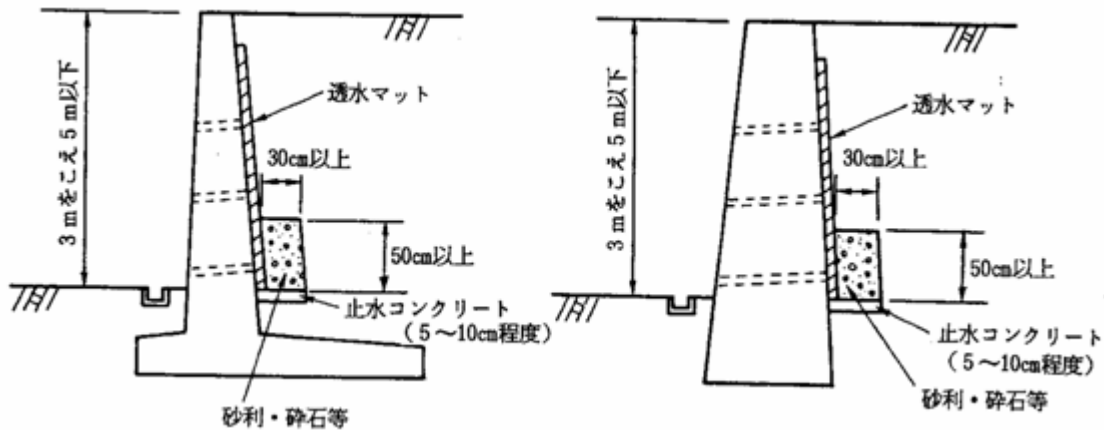 3mをこえ5m以下
透水マット
30cm以上
50cm以上
止水コンクリート
(5〜10cm程度)
砂利・砕石等
3mをこえ5m以下
透水マット
30cm以上
50cm以上
止水コンクリート
(5〜10cm程度)
砂利・砕石等